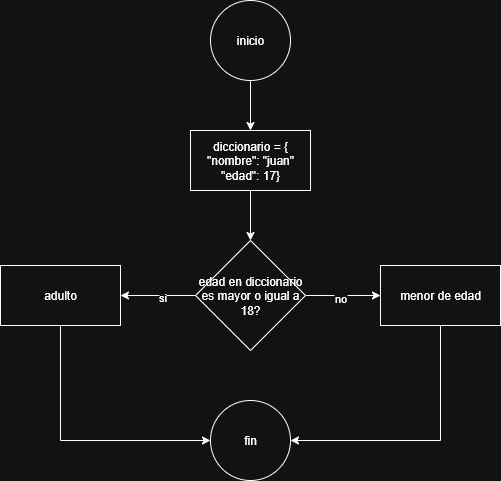 inicio
diccionario = {
"nombre": "juan"
"edad": 17}
edad en diccionario
es mayor o igual a
18?
adulto
si
no
menor de edad
fin